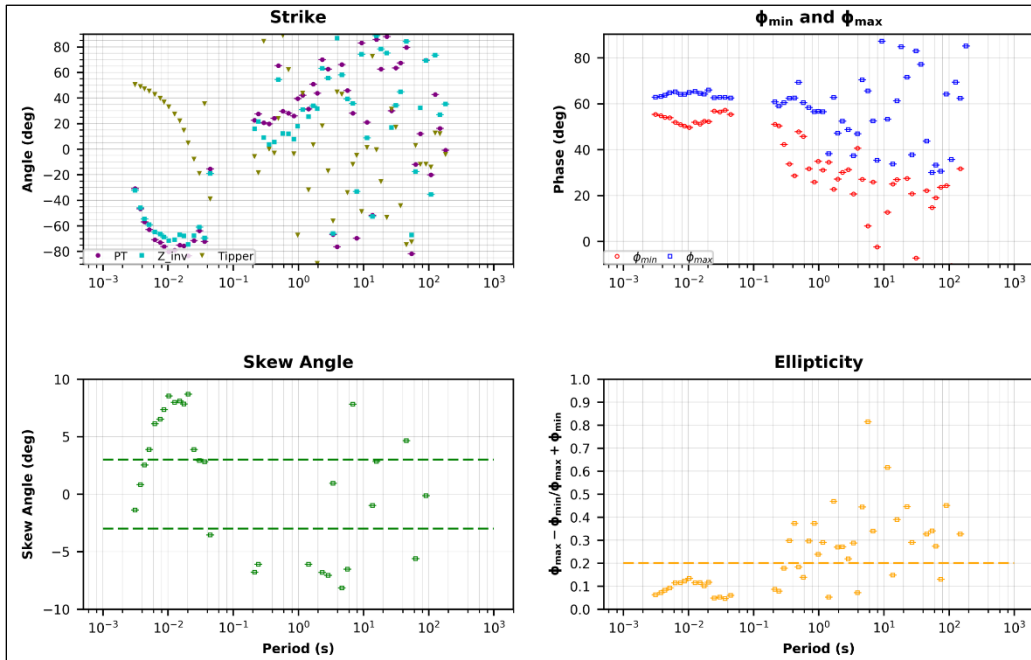 Strike
Angle (deg)
80
60
40
20
0
−20
−40
−60
−80
PT Z_inv Tipper
10⁻³ 10⁻² 10⁻¹ 10⁰ 10¹ 10² 10³
ϕmin and ϕmax
Phase (deg)
80
60
40
20
0
ϕmin ϕmax
10⁻³ 10⁻² 10⁻¹ 10⁰ 10¹ 10² 10³
Skew Angle
Skew Angle (deg)
10
5
0
−5
−10
10⁻³ 10⁻² 10⁻¹ 10⁰ 10¹ 10² 10³
Period (s)
Ellipticity
ϕmax − ϕmin/ϕmax + ϕmin
1.0
0.9
0.8
0.7
0.6
0.5
0.4
0.3
0.2
0.1
0.0
10⁻³ 10⁻² 10⁻¹ 10⁰ 10¹ 10² 10³
Period (s)